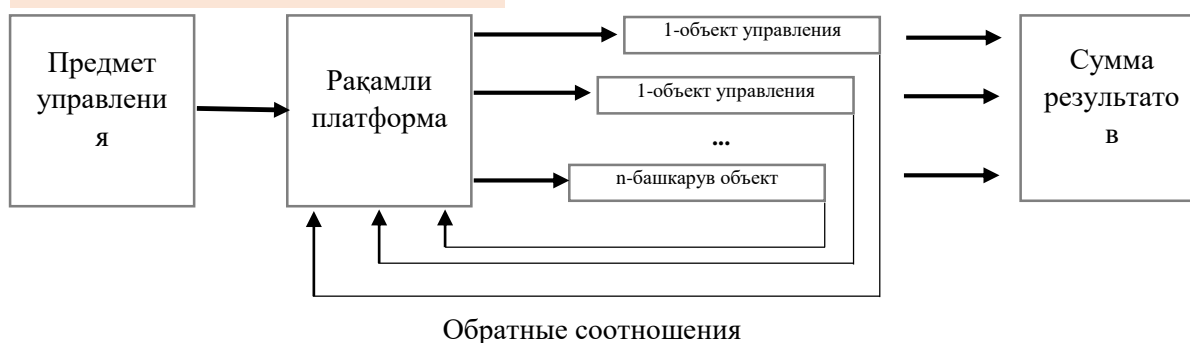 Предмет
управлени
я
Рақамли
платформа
1-объект управления
1-объект управления
...
n-башкарув объект
Сумма
результато
в
Обратные соотношения